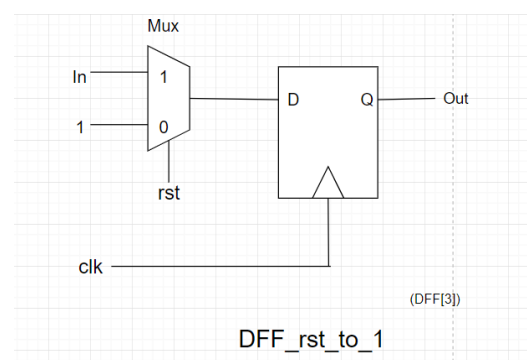 Mux
In
1
1
0
rst
D
Q
Out
clk
(DFF[3])
DFF_rst_to_1